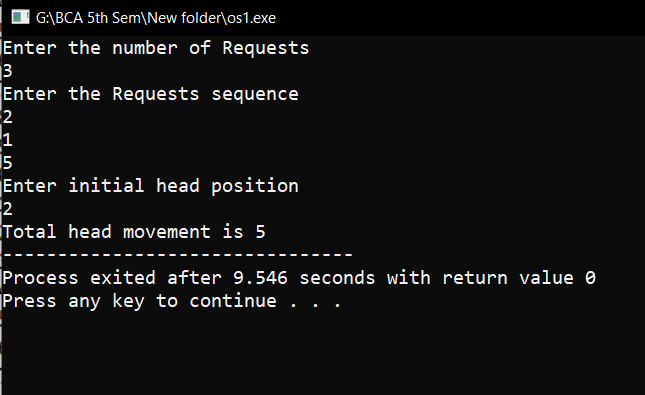 G:\BCA 5th Sem\New folder\os1.exe
Enter the number of Requests
3
Enter the Requests sequence
2
1
5
Enter initial head position
2
Total head movement is 5
--------------------------------
Process exited after 9.546 seconds with return value 0
Press any key to continue . . .